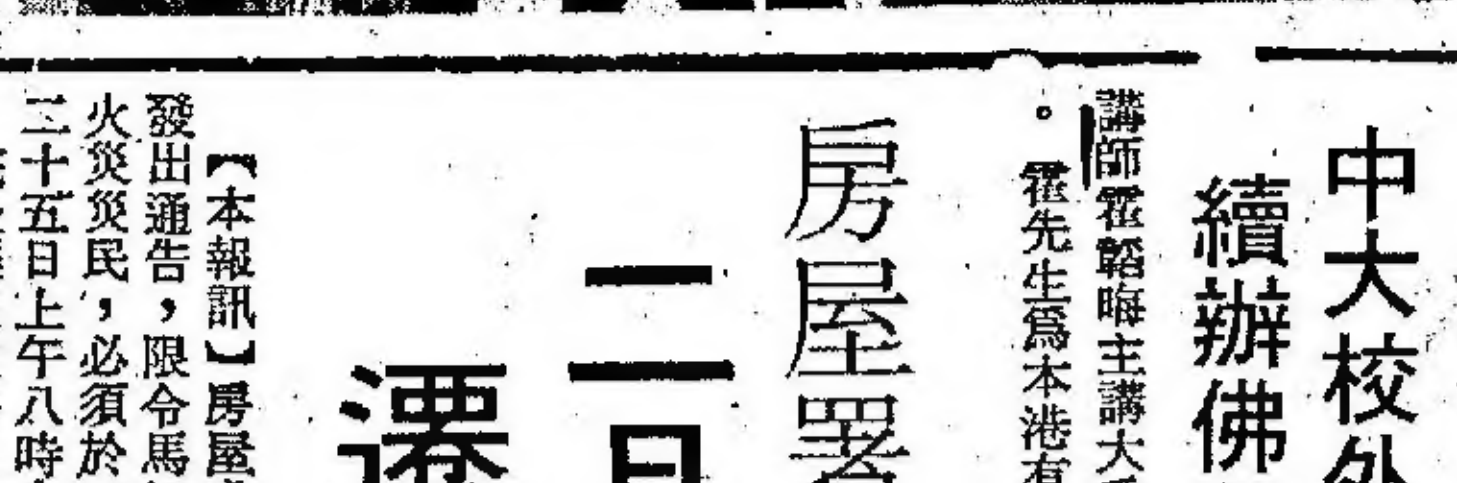 中大校外
續辦佛
講師霍韜晦主講大
。霍先生爲本港有
房屋署
二日
遷
【本報訊】房屋
發出通告，限令馬
火災災民，必須於
二十五日上午八時